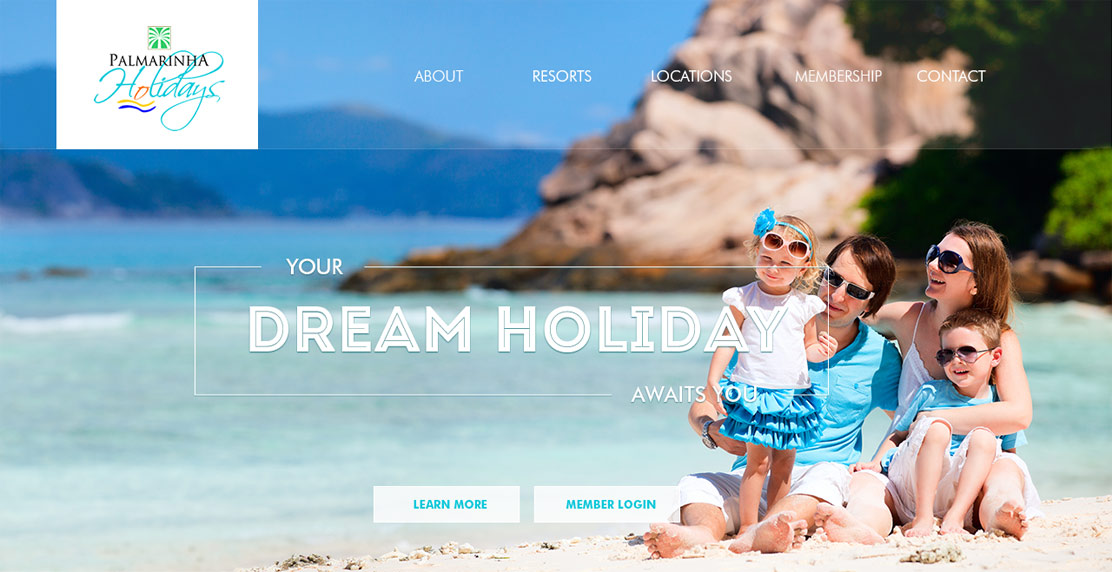 PALMARINHA
Holidays
ABOUT RESORTS LOCATIONS MEMBERSHIP CONTACT
YOUR
DREAM HOLIDAY
AWAITS YOU
LEARN MORE MEMBER LOGIN